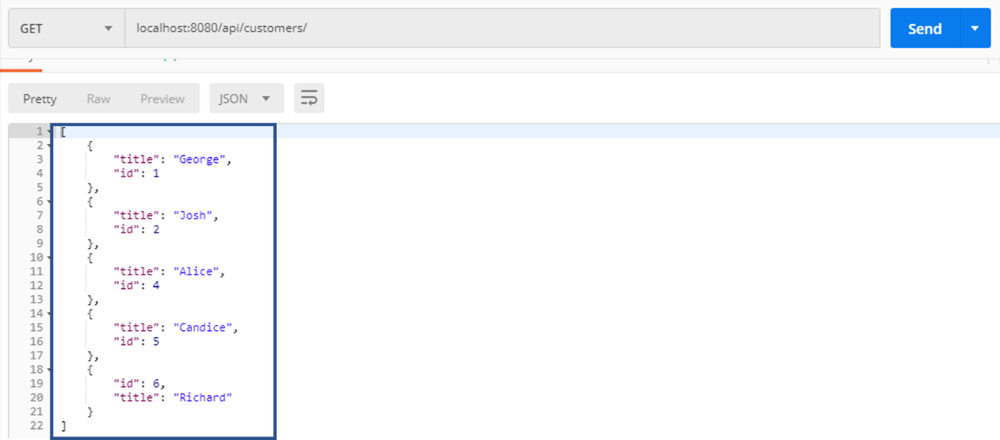 GET localhost:8080/api/customers/ Send
Pretty Raw Preview JSON
1 [
2 {
3 "title": "George",
4 "id": 1
5 },
6 {
7 "title": "Josh",
8 "id": 2
9 },
10 {
11 "title": "Alice",
12 "id": 4
13 },
14 {
15 "title": "Candice",
16 "id": 5
17 },
18 {
19 "id": 6,
20 "title": "Richard"
21 }
22 ]